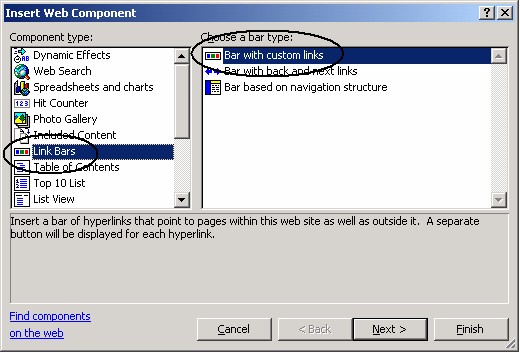 Insert Web Component
Component type:
Dynamic Effects
Web Search
Spreadsheets and charts
Hit Counter
Photo Gallery
Included Content
Link Bars
Table of Contents
Top 10 List
List View
Choose a bar type:
Bar with custom links
Bar with back and next links
Bar based on navigation structure
Insert a bar of hyperlinks that point to pages within this web site as well as outside it.  A separate
button will be displayed for each hyperlink.
Find components
on the web
Cancel
< Back
Next >
Finish